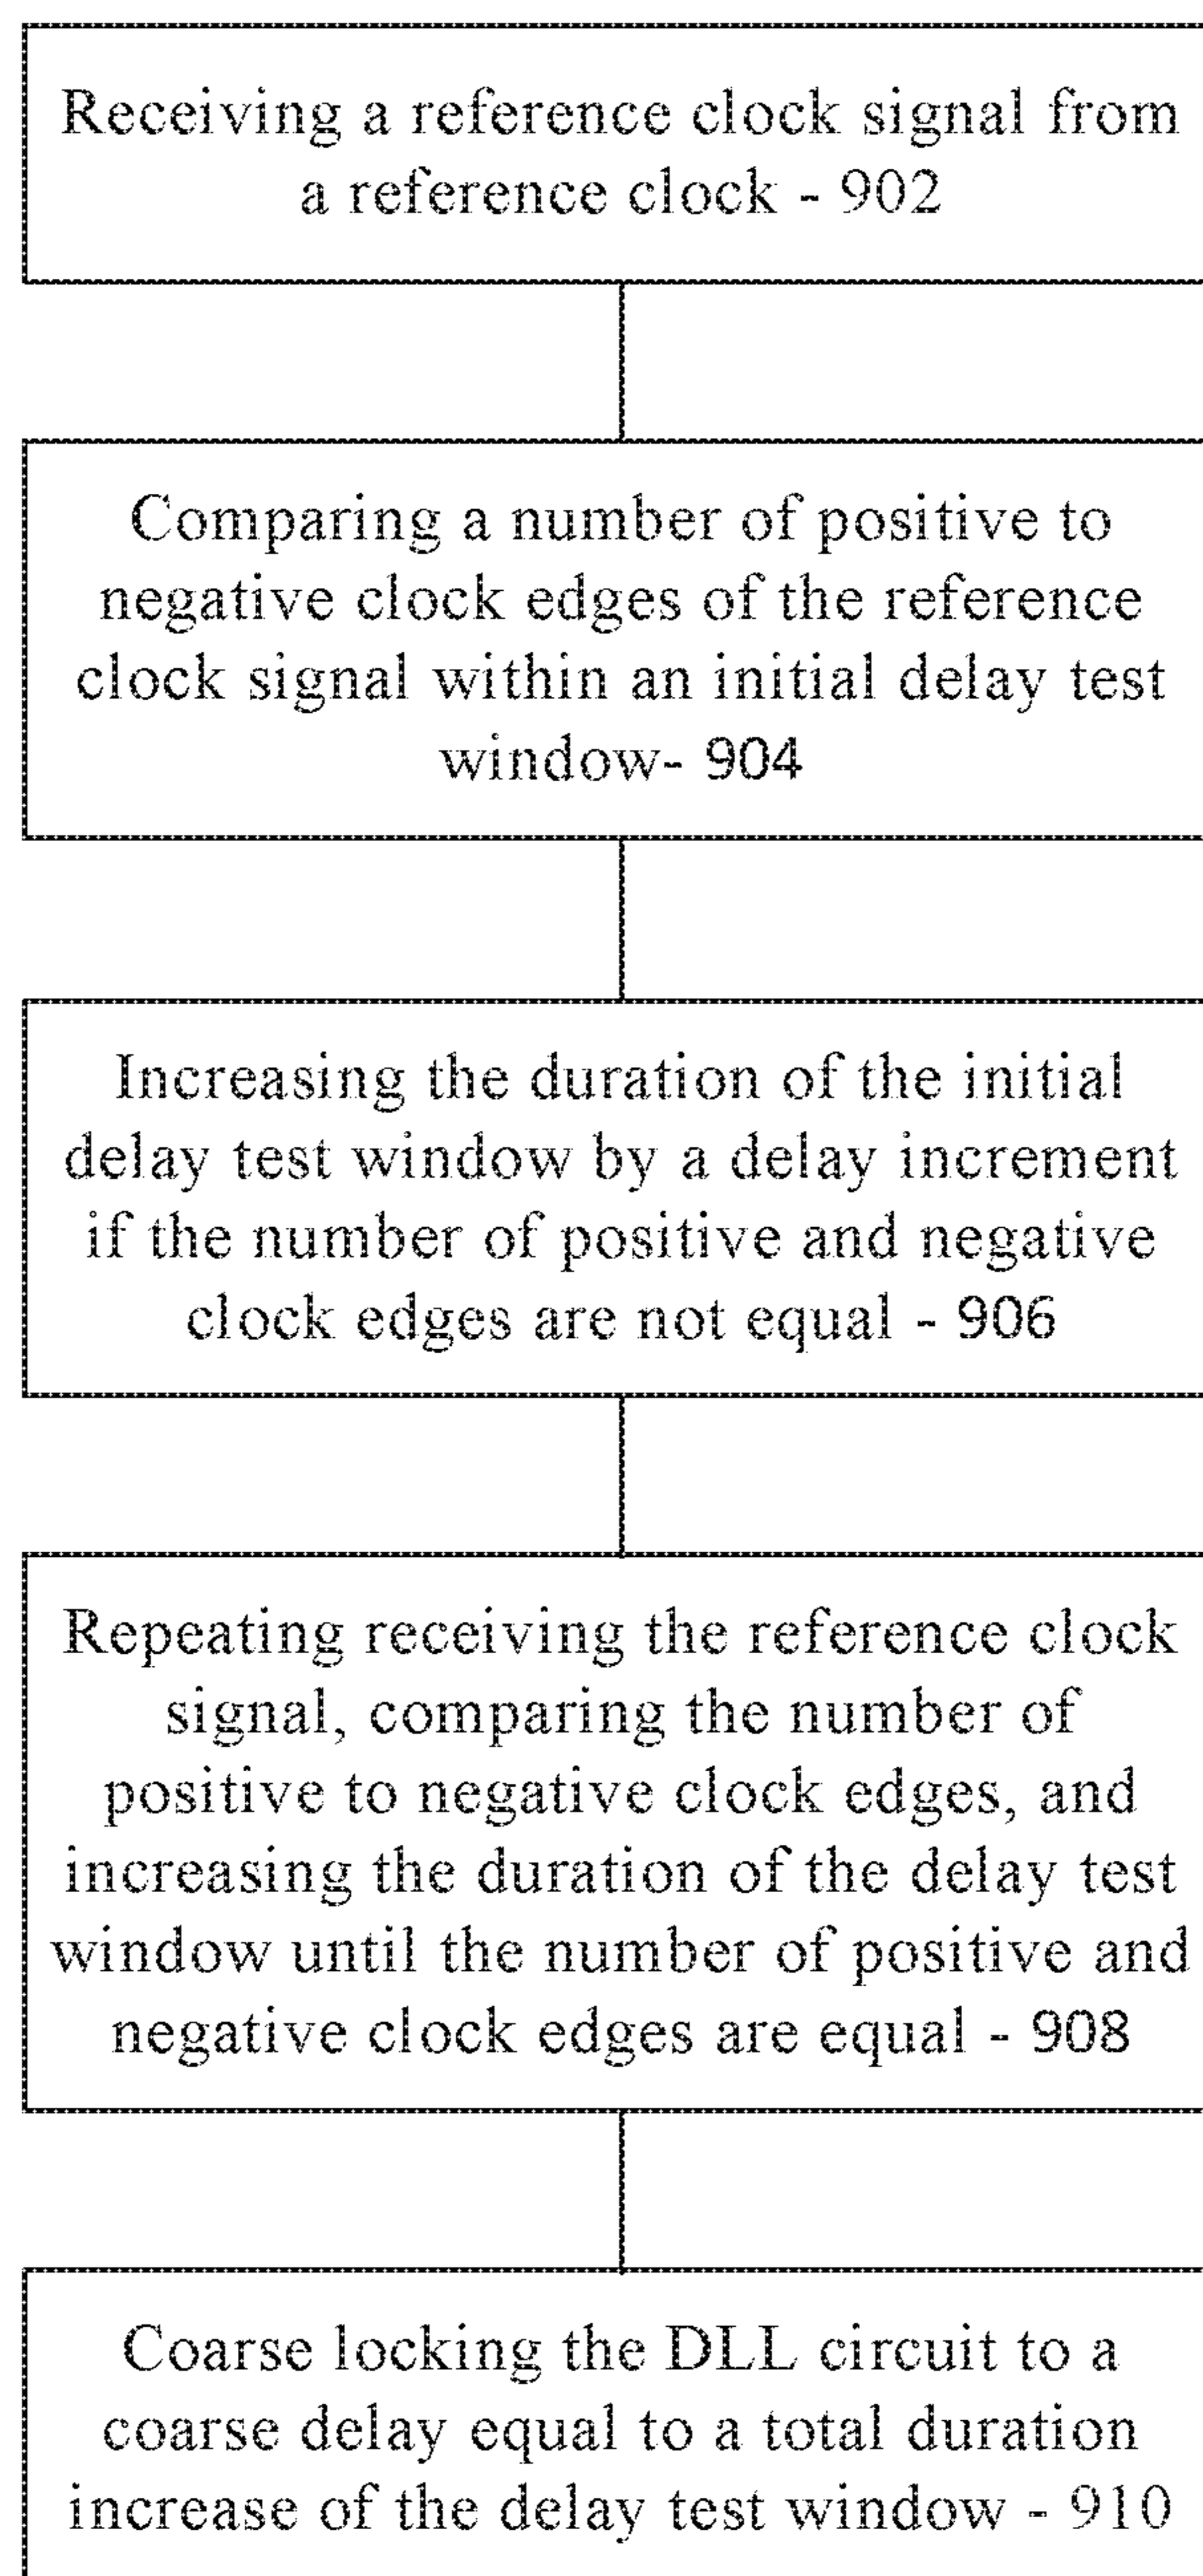 Receiving a reference clock signal from
a reference clock - 902
Comparing a number of positive to
negative clock edges of the reference
clock signal within an initial delay test
window- 904
Increasing the duration of the initial
delay test window by a delay increment
if the number of positive and negative
clock edges are not equal - 906
Repeating receiving the reference clock
signal, comparing the number of
positive to negative clock edges, and
increasing the duration of the delay test
window until the number of positive and
negative clock edges are equal - 908
Coarse locking the DLL circuit to a
coarse delay equal to a total duration
increase of the delay test window - 910